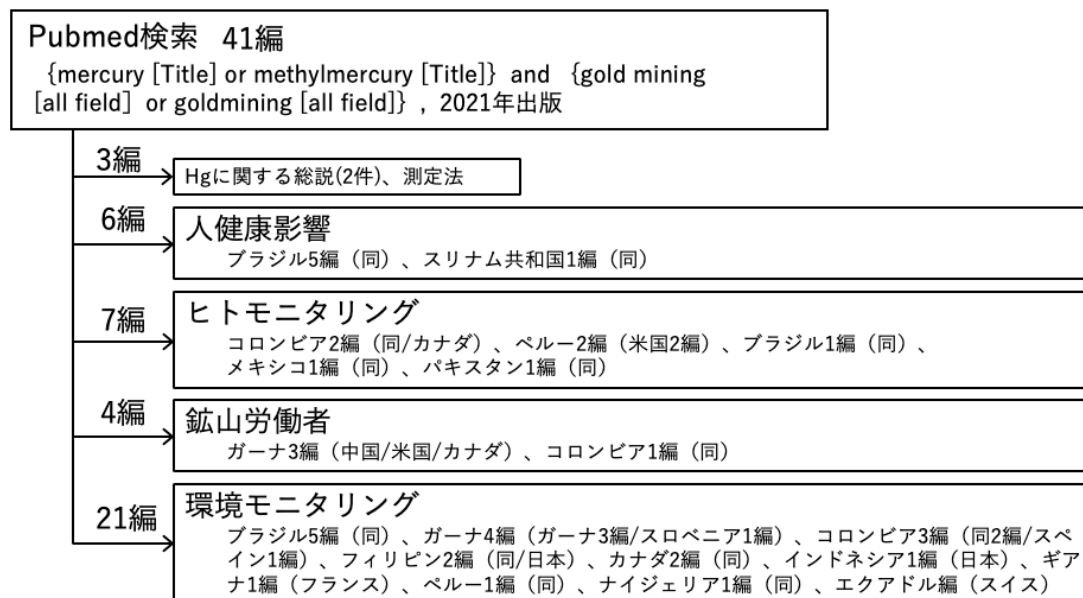 Pubmed検索 41編
{mercury [Title] or methylmercury [Title]} and {gold mining
[all field] or goldmining [all field]}, 2021年出版
3編
Hgに関する総説(2件)、測定法
6編
人健康影響
ブラジル5編（同）、スリナム共和国1編（同）
7編
ヒトモニタリング
コロンビア2編（同/カナダ）、ペルー2編（米国2編）、ブラジル1編（同）、
メキシコ1編（同）、パキスタン1編（同）
4編
鉱山労働者
ガーナ3編（中国/米国/カナダ）、コロンビア1編（同）
21編
環境モニタリング
ブラジル5編（同）、ガーナ4編（ガーナ3編/スロベニア1編）、コロンビア3編（同2編/スペ
イン1編）、フィリピン2編（同/日本）、カナダ2編（同）、インドネシア1編（日本）、ギア
ナ1編（フランス）、ペルー1編（同）、ナイジェリア1編（同）、エクアドル編（スイス）